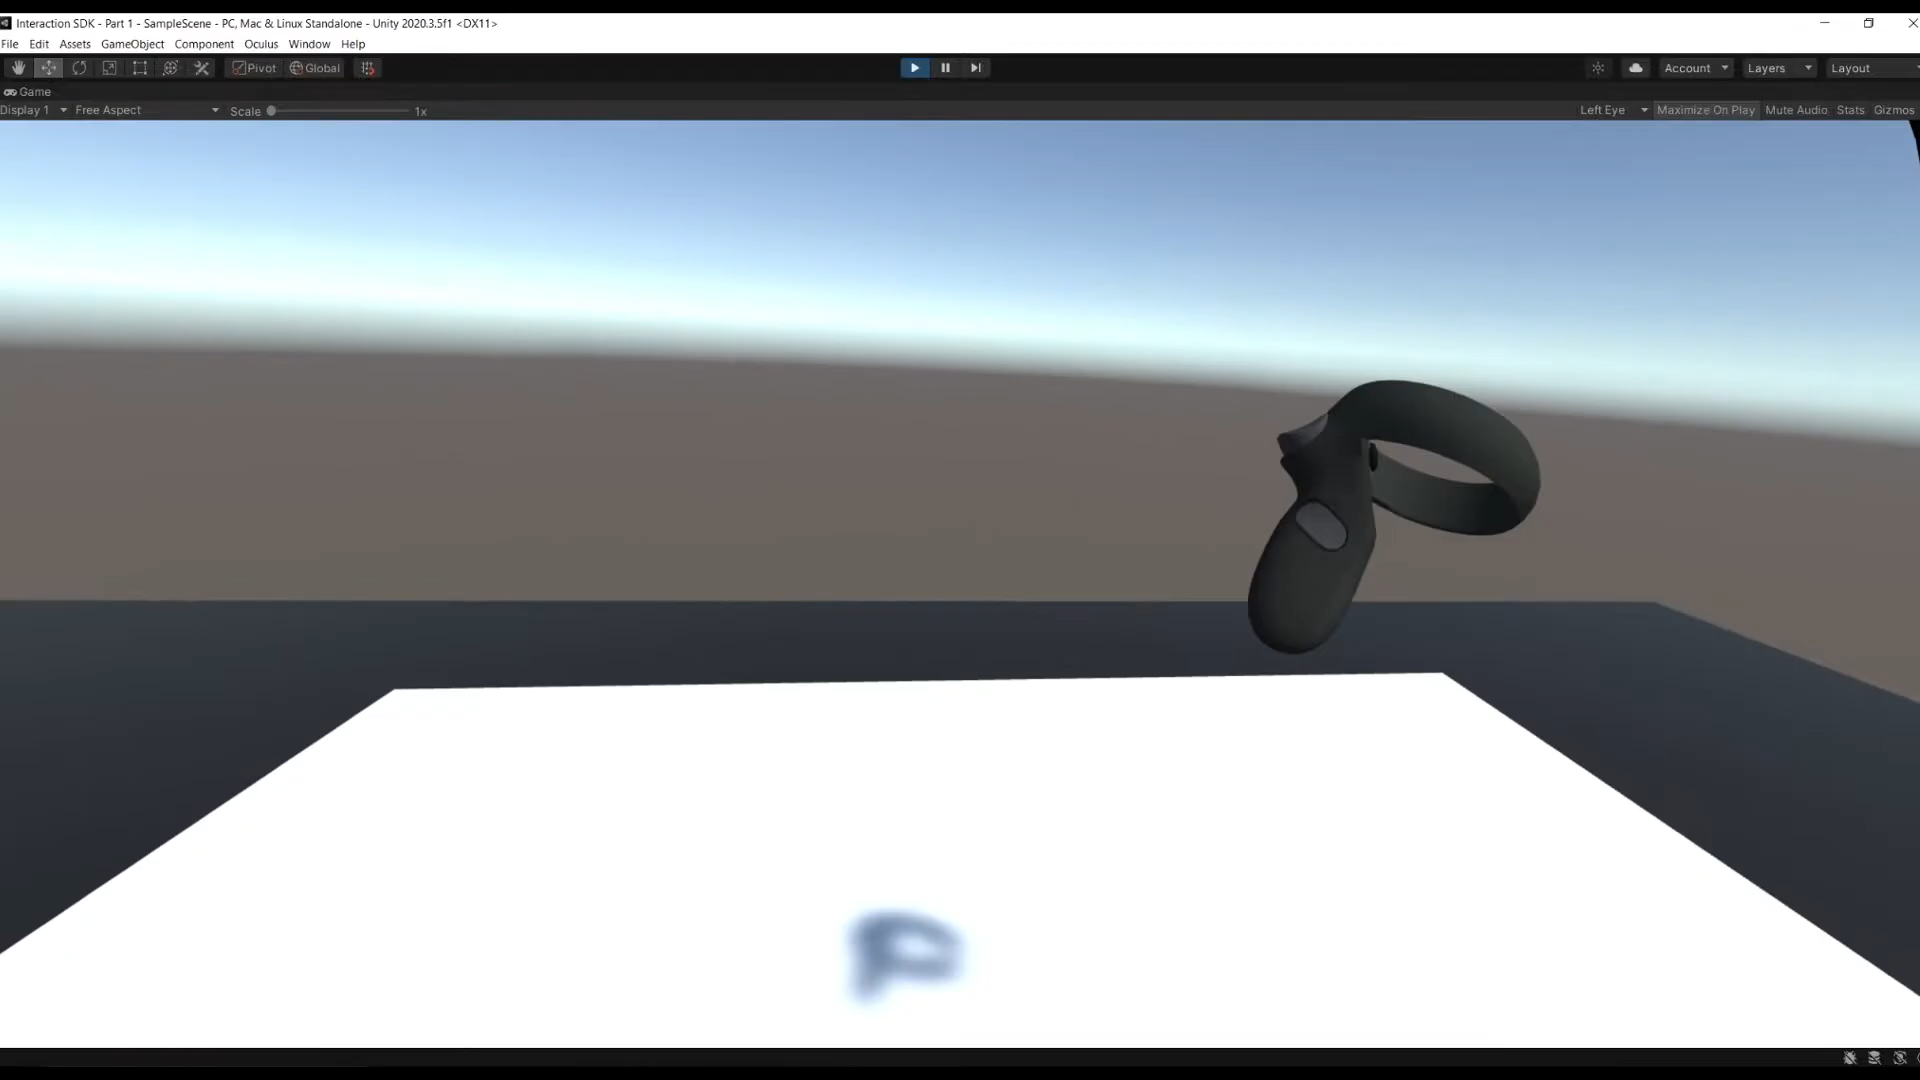 Interaction SDK - Part 1 - SampleScene - PC, Mac & Linux Standalone - Unity 2020.3.5f1 <DX11>
File Edit Assets GameObject Component Oculus Window Help
Pivot Global Account Layers Layout
Game
Display 1 Free Aspect Scale 1x Left Eye Maximize On Play Mute Audio Stats Gizmos